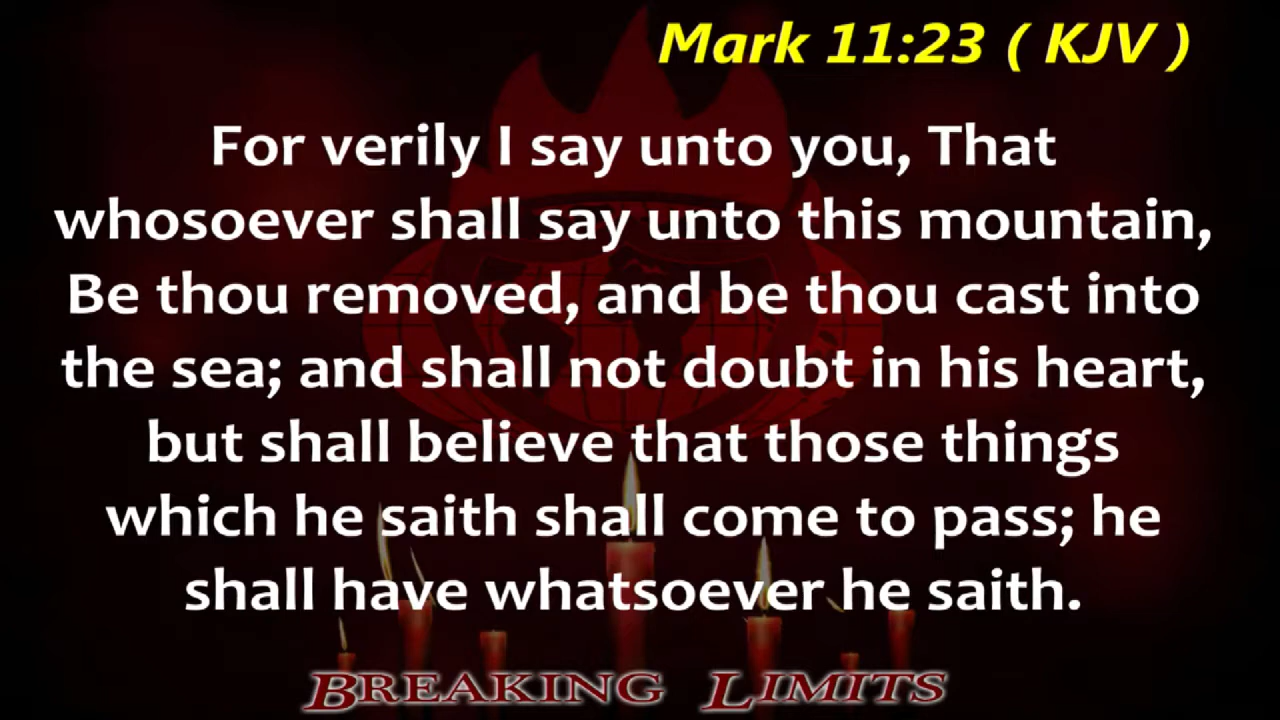 Mark 11:23 ( KJV )
For verily I say unto you, That
whosoever shall say unto this mountain,
Be thou removed, and be thou cast into
the sea; and shall not doubt in his heart,
but shall believe that those things
which he saith shall come to pass; he
shall have whatsoever he saith.
BREAKING LIMITS